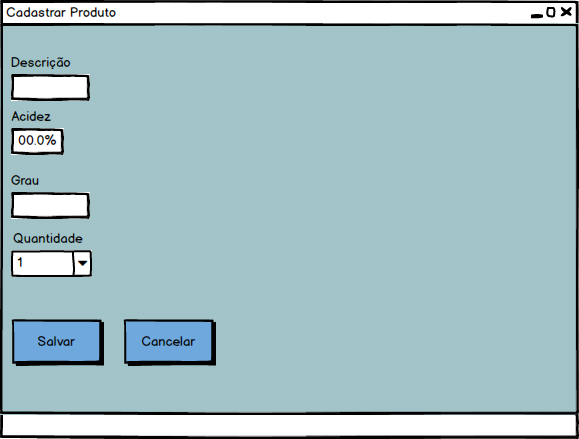 Cadastrar Produto
Descrição
Acidez
00.0%
Grau
Quantidade
1
Salvar
Cancelar